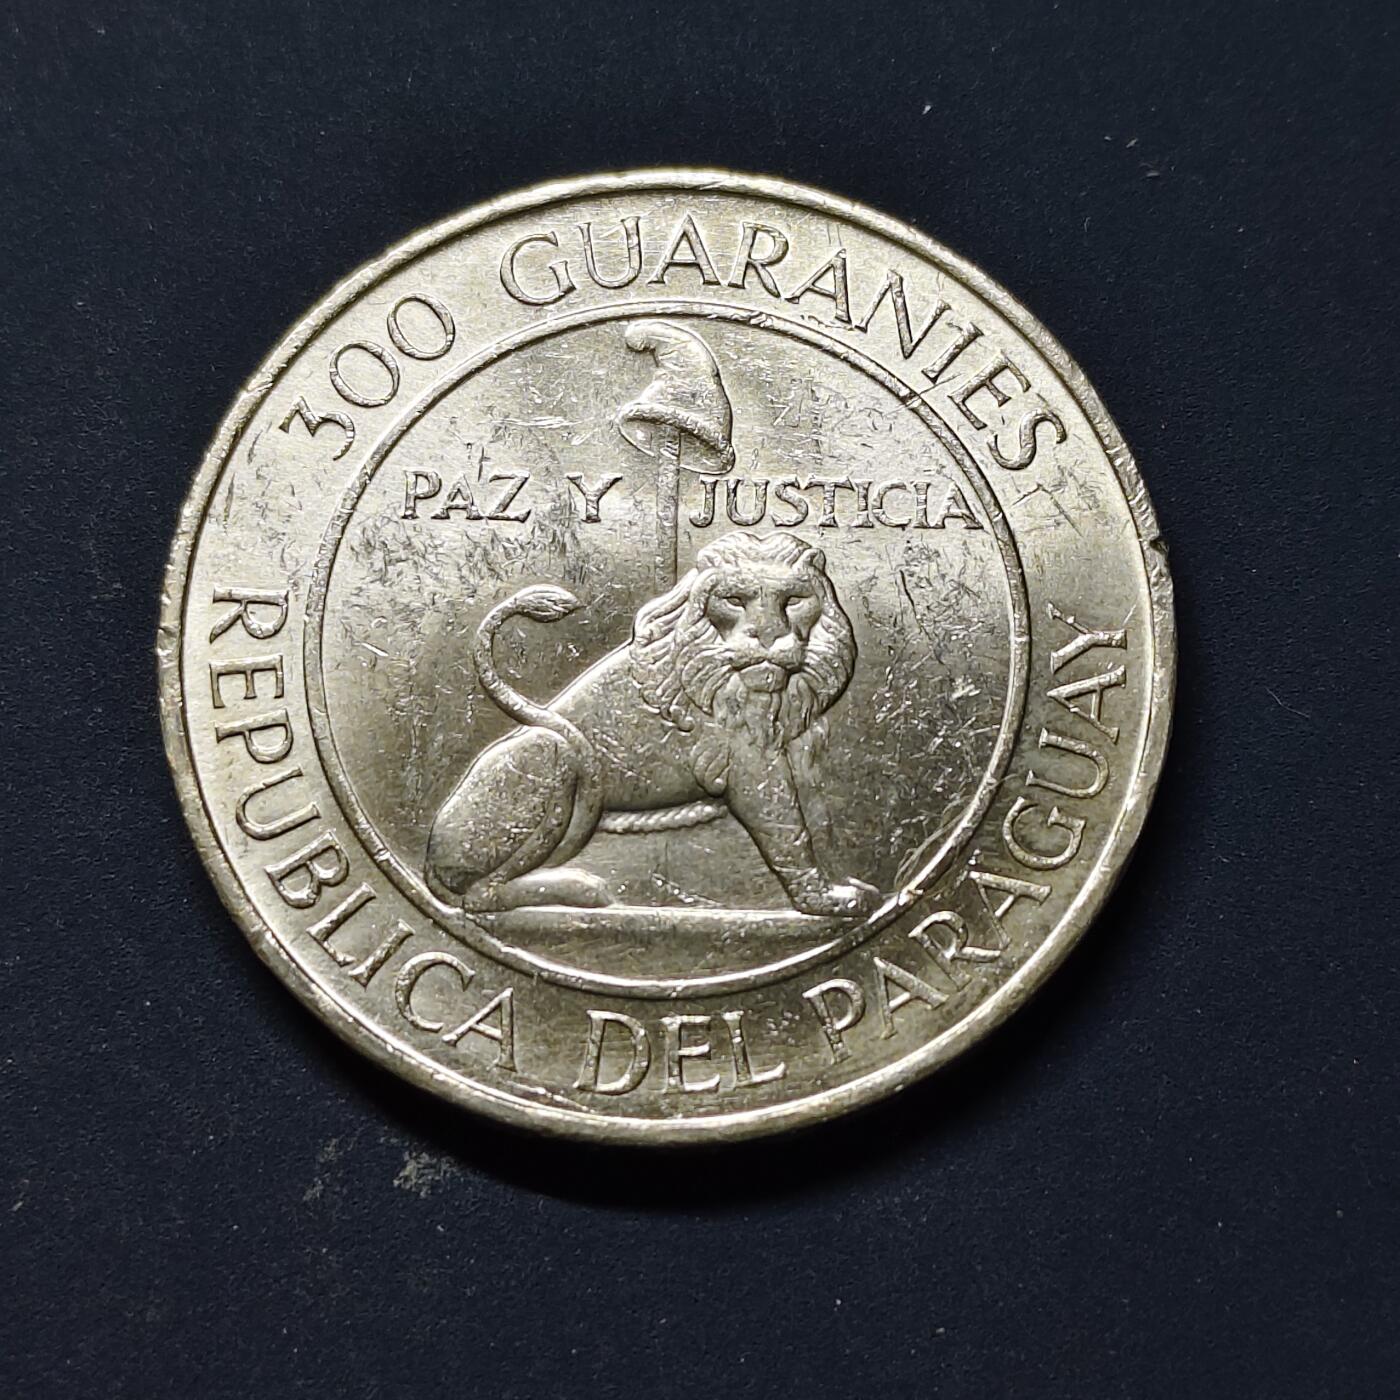 300 GUARANIES
PAZ Y JUSTICIA
REPUBLICA DEL PARAGUAY